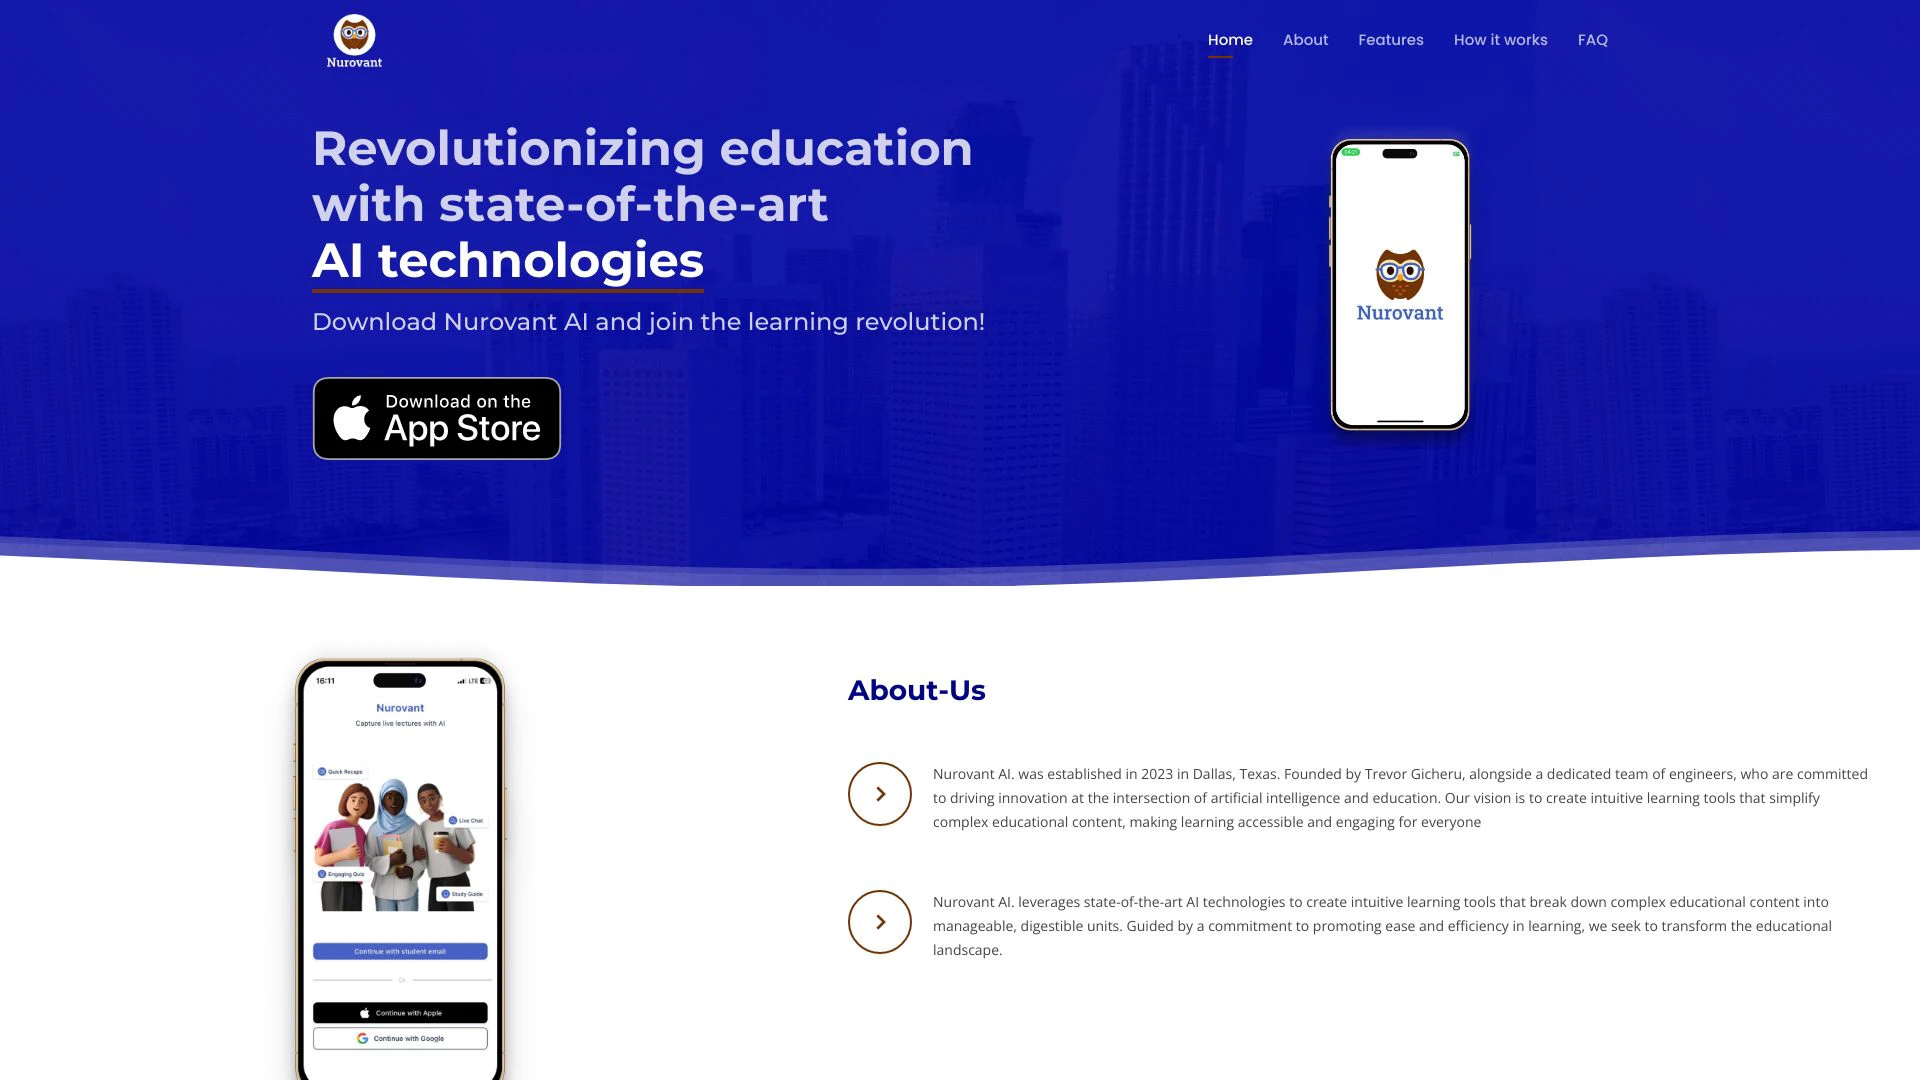 Nurovant
Home
About
Features
How it works
FAQ
Revolutionizing education
with state-of-the-art
AI technologies
Download Nurovant AI and join the learning revolution!
Download on the
App Store
Nurovant
16:11
LTE
Nurovant
Capture live lectures with AI
Quick Recaps
Live Chat
Engaging Quiz
Study Guide
Continue with student email
Or
Continue with Apple
Continue with Google
About-Us
Nurovant AI. was established in 2023 in Dallas, Texas. Founded by Trevor Gicheru, alongside a dedicated team of engineers, who are committed
to driving innovation at the intersection of artificial intelligence and education. Our vision is to create intuitive learning tools that simplify
complex educational content, making learning accessible and engaging for everyone
Nurovant AI. leverages state-of-the-art AI technologies to create intuitive learning tools that break down complex educational content into
manageable, digestible units. Guided by a commitment to promoting ease and efficiency in learning, we seek to transform the educational
landscape.